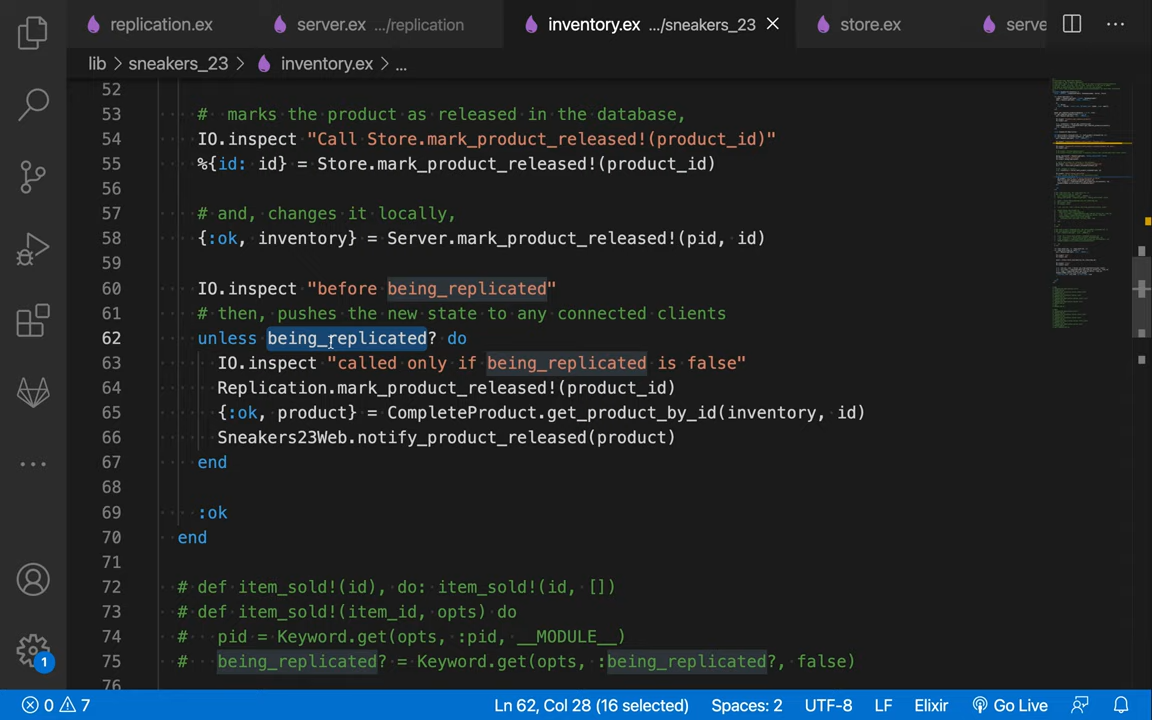 replication.ex server.ex .../replication inventory.ex .../sneakers_23 store.ex serve
lib > sneakers_23 > inventory.ex > ...
52
53 # marks the product as released in the database,
54 IO.inspect "Call Store.mark_product_released!(product_id)"
55 %{id: id} = Store.mark_product_released!(product_id)
56
57 # and, changes it locally,
58 {:ok, inventory} = Server.mark_product_released!(pid, id)
59
60 IO.inspect "before being_replicated"
61 # then, pushes the new state to any connected clients
62 unless being_replicated? do
63 IO.inspect "called only if being_replicated is false"
64 Replication.mark_product_released!(product_id)
65 {:ok, product} = CompleteProduct.get_product_by_id(inventory, id)
66 Sneakers23Web.notify_product_released(product)
67 end
68
69 :ok
70 end
71
72 # def item_sold!(id), do: item_sold!(id, [])
73 # def item_sold!(item_id, opts) do
74 # pid = Keyword.get(opts, :pid, __MODULE__)
75 # being_replicated? = Keyword.get(opts, :being_replicated?, false)
76
1
0 7 Ln 62, Col 28 (16 selected) Spaces: 2 UTF-8 LF Elixir Go Live